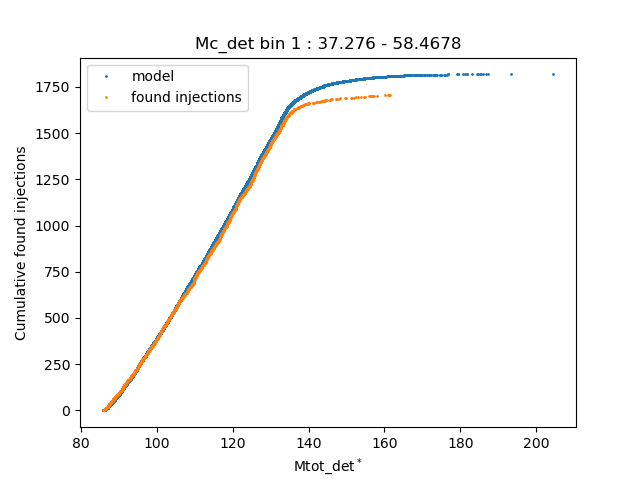 Mc_det bin 1 : 37.276 - 58.4678
model
found injections
1750
1500
1250
1000
750
500
250
0
Cumulative found injections
80 100 120 140 160 180 200
Mtot_det*